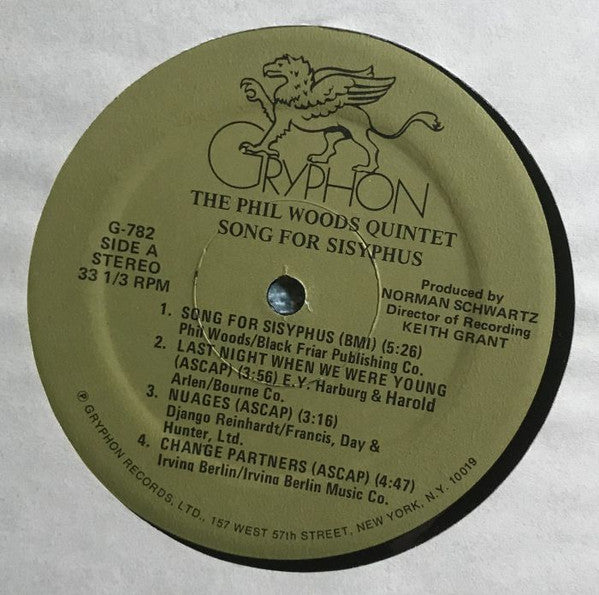 GRYPHON
THE PHIL WOODS QUINTET
SONG FOR SISYPHUS
G-782
SIDE A
STEREO
33 1/3 RPM
Produced by
NORMAN SCHWARTZ
Director of Recording
KEITH GRANT
1. SONG FOR SISYPHUS (BMI) (5:26)
Phil Woods/Black Friar Publishing Co.
2. LAST NIGHT WHEN WE WERE YOUNG
(ASCAP) (3:56) E.Y. Harburg & Harold
Arlen/Bourne Co.
3. NUAGES (ASCAP) (3:16)
Django Reinhardt/Francis, Day &
Hunter, Ltd.
4. CHANGE PARTNERS (ASCAP) (4:47)
Irving Berlin/Irving Berlin Music Co.
℗ GRYPHON RECORDS, LTD., 157 WEST 57th STREET, NEW YORK, N.Y. 10019